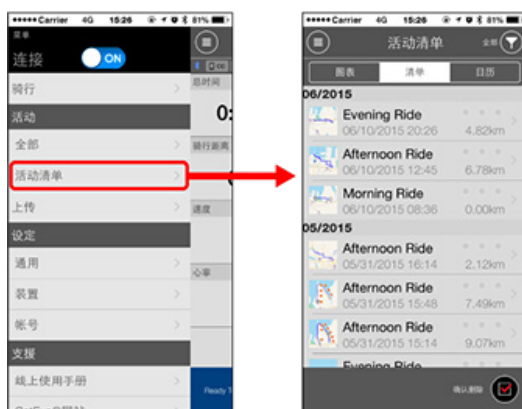 Carrier 4G 15:26 81%
菜单
连接 ON
骑行
活动
全部
活动清单
上传
设定
通用
装置
帐号
支援
线上使用手册
总时间
0:
骑行距离
速度
心率
Ready T
Carrier 4G 15:26 81%
活动清单 全部
图表 清单 日历
06/2015
Evening Ride
06/10/2015 20:26 4.82km
Afternoon Ride
06/10/2015 12:45 6.78km
Morning Ride
06/10/2015 08:36 0.00km
05/2015
Afternoon Ride
05/31/2015 16:14 2.12km
Afternoon Ride
05/31/2015 15:48 7.49km
Afternoon Ride
05/31/2015 15:14 9.07km
Evening Ride
确认删除